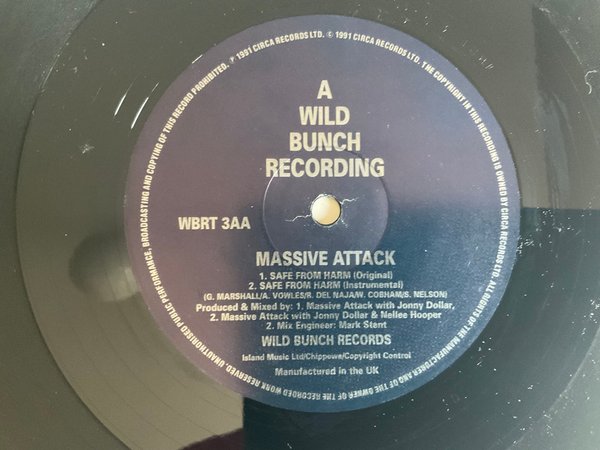 A
WILD
BUNCH
RECORDING
WBRT 3AA
MASSIVE ATTACK
1. SAFE FROM HARM (Original)
2. SAFE FROM HARM (Instrumental)
(G. MARSHALL/A. VOWLES/R. DEL NAJA/W. COBHAM/S. NELSON)
Produced & Mixed by: 1. Massive Attack with Jonny Dollar,
2. Massive Attack with Jonny Dollar & Nellee Hooper
2. Mix Engineer: Mark Stent
WILD BUNCH RECORDS
Island Music Ltd/Chippowe/Copyright Control
Manufactured in the UK
℗ 1991 CIRCA RECORDS LTD. © 1991 CIRCA RECORDS LTD. THE COPYRIGHT IN THIS RECORDING IS OWNED BY CIRCA RECORDS LTD. ALL RIGHTS OF THE MANUFACTURER AND OF THE OWNER OF THE RECORDED WORK RESERVED. UNAUTHORISED PUBLIC PERFORMANCE, BROADCASTING AND COPYING OF THIS RECORD PROHIBITED.